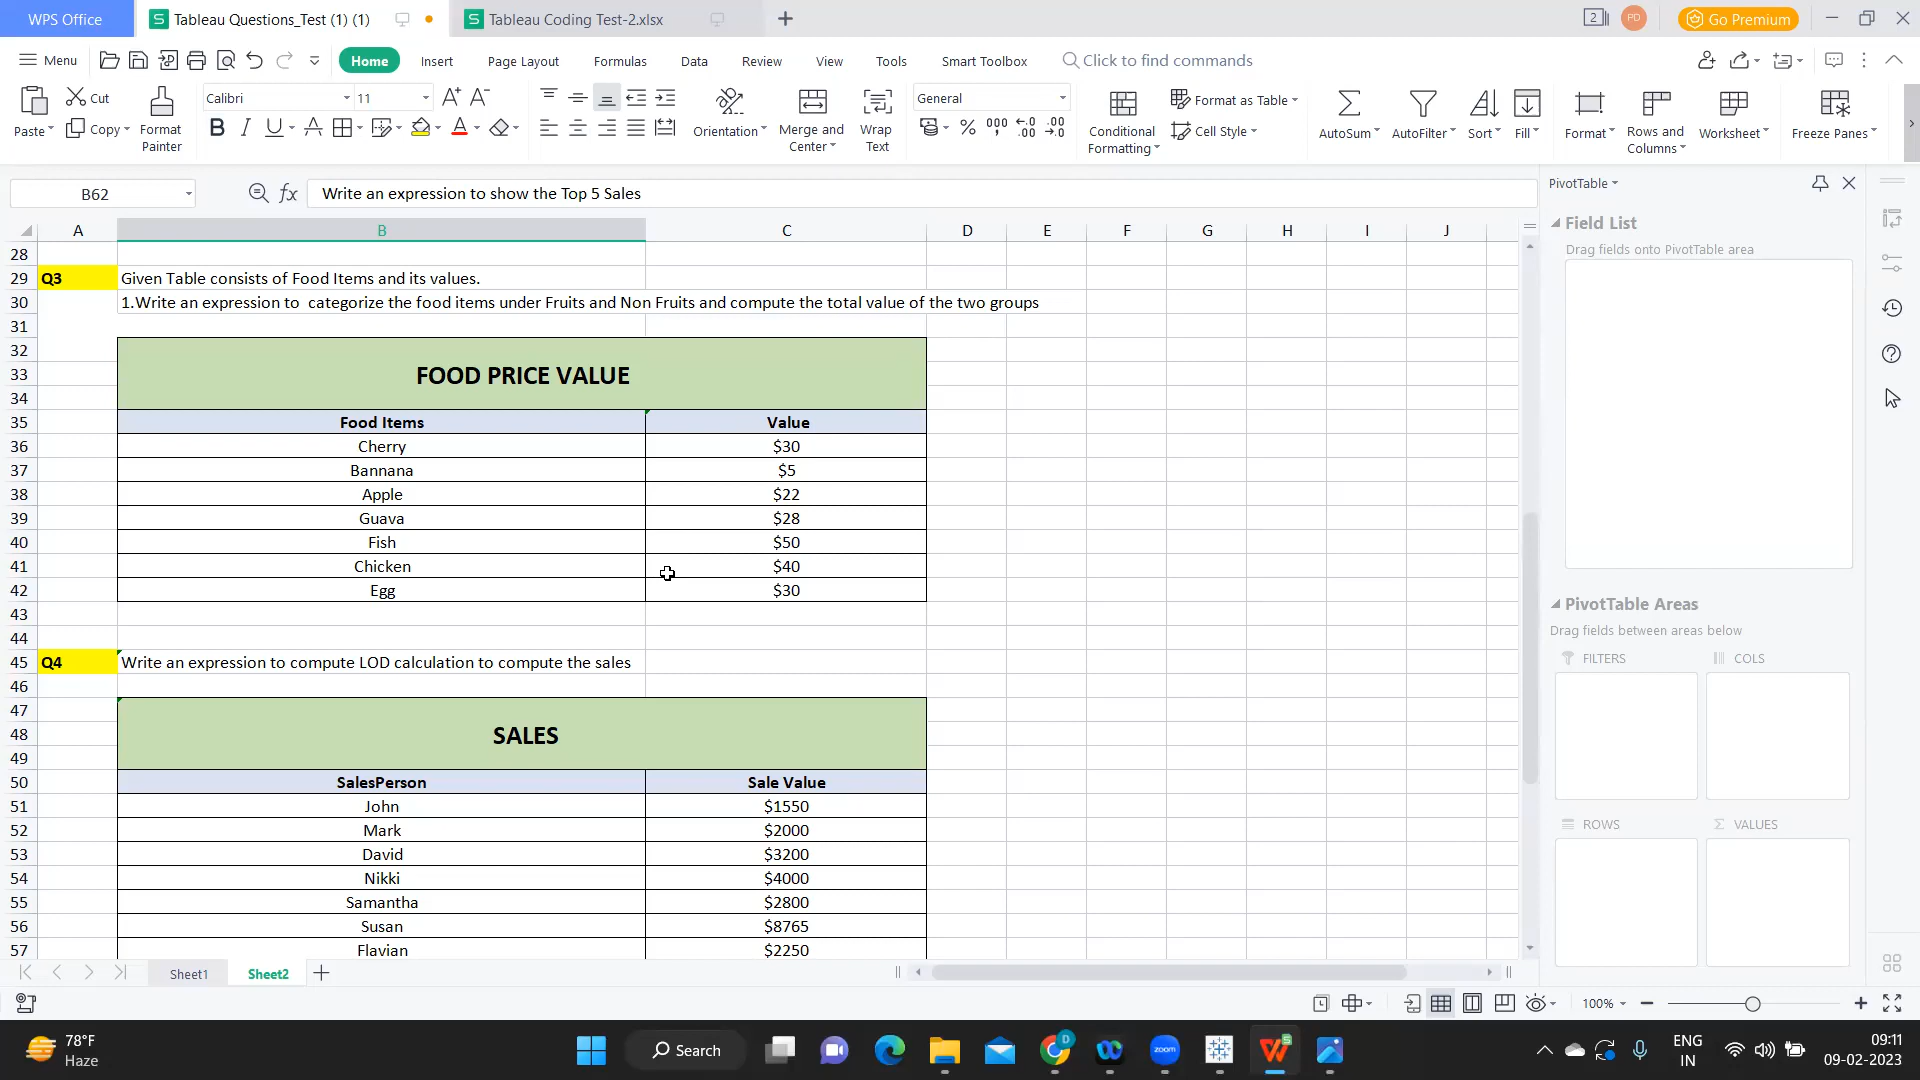 WPS Office
Tableau Questions_Test (1) (1)
Tableau Coding Test-2.xlsx
2
PD
Go Premium
Menu
Home
Insert
Page Layout
Formulas
Data
Review
View
Tools
Smart Toolbox
Click to find commands
Paste
Cut
Copy
Format Painter
Calibri
11
Orientation
Merge and Center
Wrap Text
General
Conditional Formatting
Format as Table
Cell Style
AutoSum
AutoFilter
Sort
Fill
Format
Rows and Columns
Worksheet
Freeze Panes
B62
fx
Write an expression to show the Top 5 Sales
PivotTable
A B C D E F G H I J
28
29 Q3 Given Table consists of Food Items and its values.
30 1.Write an expression to categorize the food items under Fruits and Non Fruits and compute the total value of the two groups
31
32
33 FOOD PRICE VALUE
34
35 Food Items Value
36 Cherry $30
37 Bannana $5
38 Apple $22
39 Guava $28
40 Fish $50
41 Chicken $40
42 Egg $30
43
44
45 Q4 Write an expression to compute LOD calculation to compute the sales
46
47
48 SALES
49
50 SalesPerson Sale Value
51 John $1550
52 Mark $2000
53 David $3200
54 Nikki $4000
55 Samantha $2800
56 Susan $8765
57 Flavian $2250
Field List
Drag fields onto PivotTable area
PivotTable Areas
Drag fields between areas below
FILTERS
COLS
ROWS
VALUES
Sheet1
Sheet2
100%
78°F
Haze
Search
zoom
ENG
IN
09:11
09-02-2023